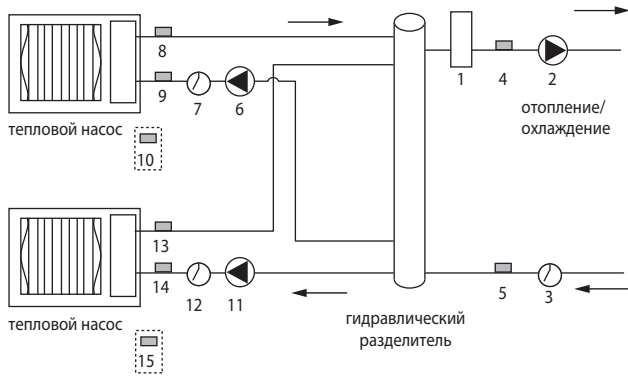 8
9
7
6
1
4
2
тепловой насос
10
отопление/
охлаждение
13
14
12
11
5
3
тепловой насос
15
гидравлический
разделитель